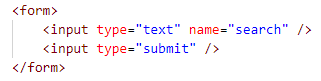 <form>
<input type="text" name="search" />
<input type="submit" />
</form>